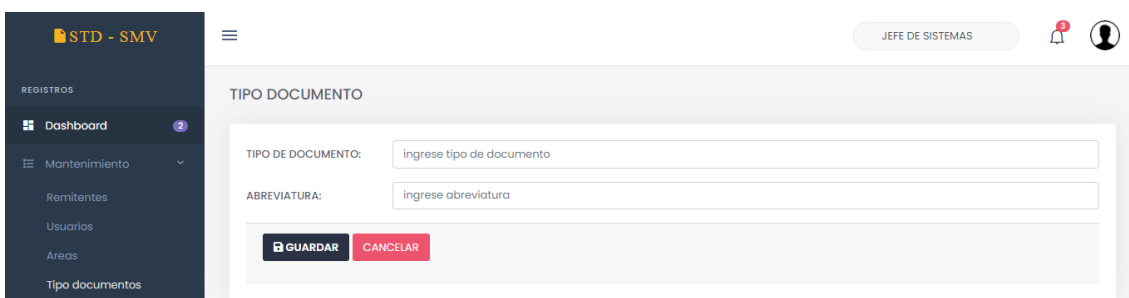 STD - SMV
JEFE DE SISTEMAS
3
REGISTROS
Dashboard 2
Mantenimiento
Remitentes
Usuarios
Areas
Tipo documentos
TIPO DOCUMENTO
TIPO DE DOCUMENTO: ingrese tipo de documento
ABREVIATURA: ingrese abreviatura
GUARDAR CANCELAR